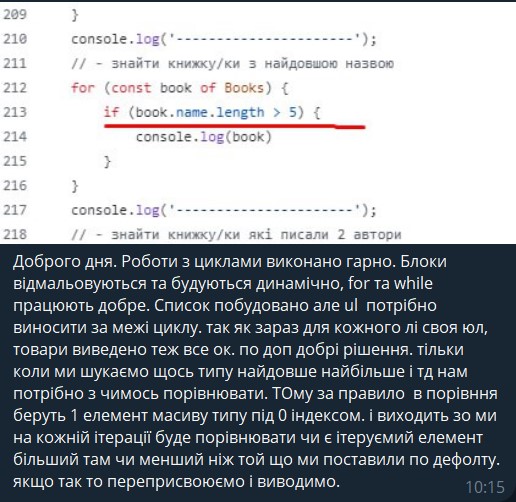 209 }
210 console.log('----------------------');
211 // - знайти книжку/ки з найдовшою назвою
212 for (const book of Books) {
213 if (book.name.length > 5) {
214 console.log(book)
215 }
216 }
217 console.log('----------------------');
218 // - знайти книжку/ки які писали 2 автори
Доброго дня. Роботи з циклами виконано гарно. Блоки
відмальовуються та будуються динамічно, for та while
працюють добре. Список побудовано але ul потрібно
виносити за межі циклу. так як зараз для кожного лі своя юл,
товари виведено теж все ок. по доп добрі рішення. тільки
коли ми шукаємо щось типу найдовше найбільше і тд нам
потрібно з чимось порівнювати. ТОму за правило в порівння
беруть 1 елемент масиву типу під 0 індексом. і виходить зо ми
на кожній ітерації буде порівнювати чи є ітеруємий елемент
більший там чи менший ніж той що ми поставили по дефолту.
якщо так то переприсвоюємо і виводимо.
10:15